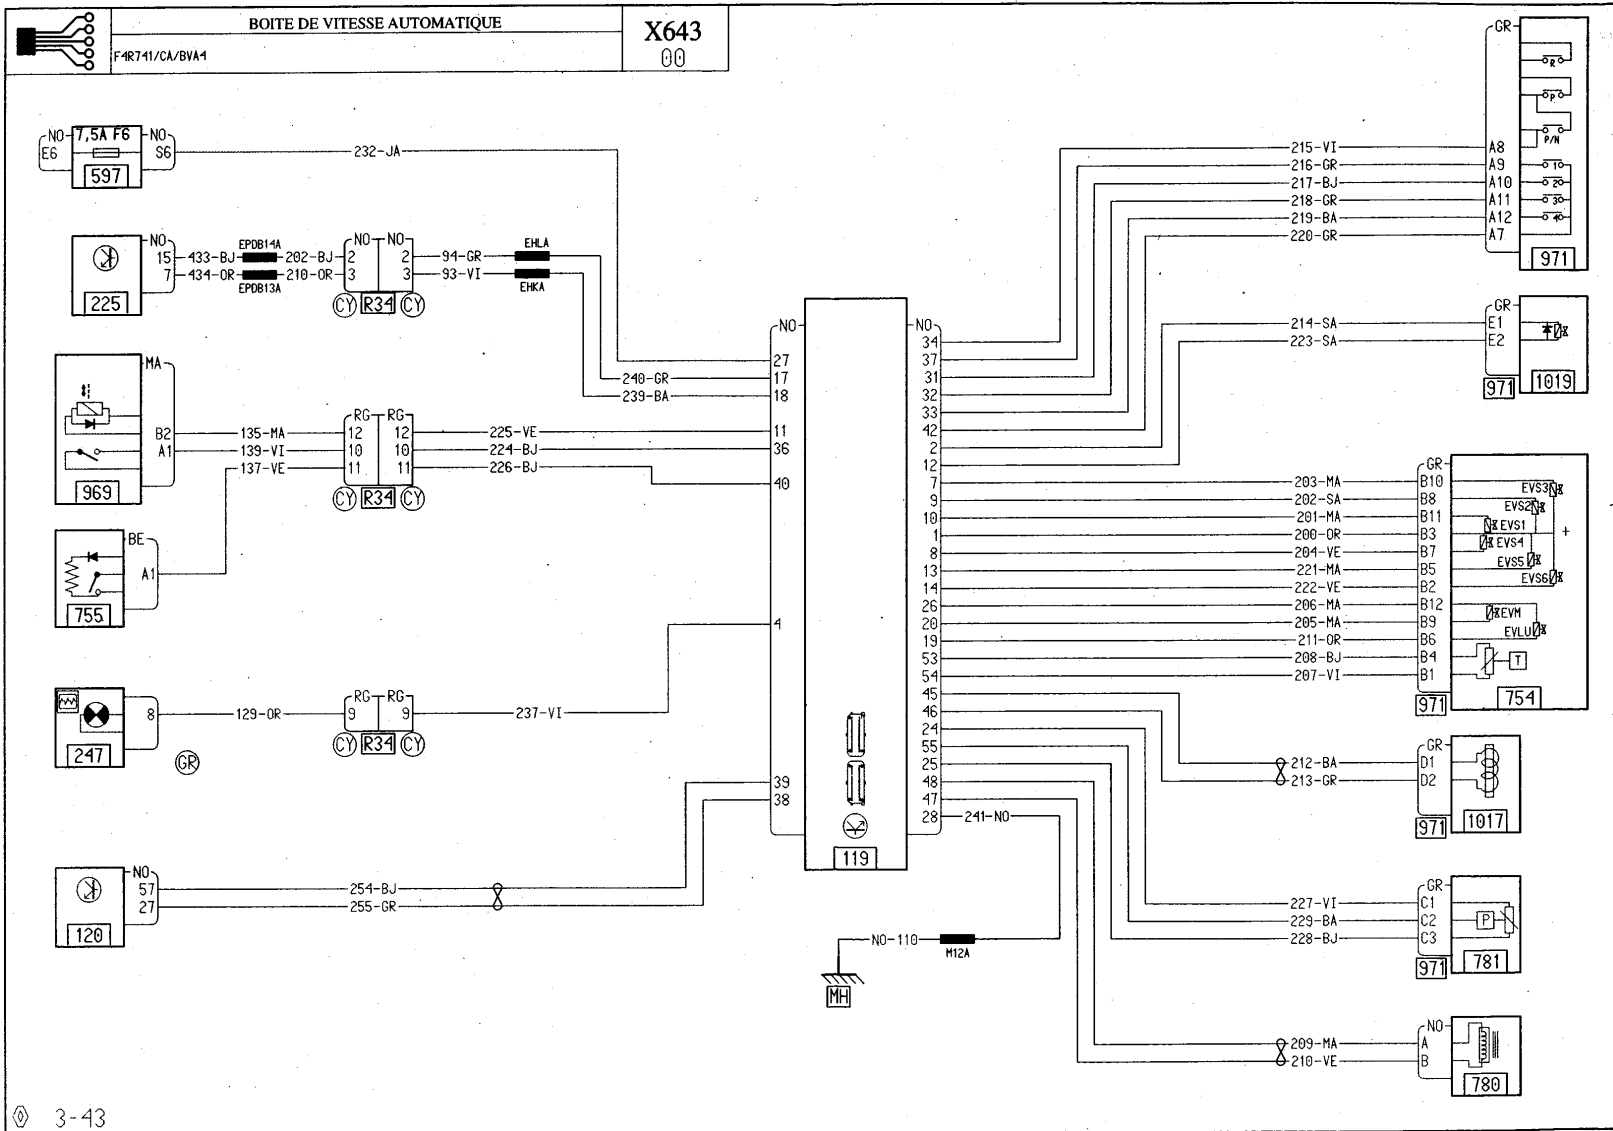 BOITE DE VITESSE AUTOMATIQUE
F4R741/CA/BVA4
X643
00
NO 7,5A F6 NO
E6 S6 232-JA
597
NO
15 433-BJ EPDB14A 202-BJ 2
7 434-OR EPDB13A 210-OR 3
225
NO NO
2 94-GR EHLA
3 93-VI EHKA
CY R34 CY
240-GR
239-BA
MA
B2 135-MA 12
A1 139-VI 10
137-VE 11
969
RG RG
12 225-VE
10 224-BJ
11 226-BJ
CY R34 CY
BE
A1
755
8 129-OR 9
247
GR
RG RG
9 237-VI
CY R34 CY
NO
57 254-BJ
27 255-GR
120
NO
27
17
18
11
36
40
4
39
38
119
NO
34
37
31
32
33
42
2
12
7
9
10
1
8
13
14
26
20
19
53
54
45
46
24
55
25
48
47
28 241-NO
NO-110 M12A
MH
GR
R
P
P/N
215-VI A8
216-GR A9 1
217-BJ A10 2
218-GR A11 3
219-BA A12 4
220-GR A7
971
GR
214-SA E1
223-SA E2
971 1019
GR
203-MA B10 EVS3
202-SA B8 EVS2
201-MA B11 EVS1
200-OR B3 +
204-VE B7 EVS4
221-MA B5 EVS5
222-VE B2 EVS6
206-MA B12 EVM
205-MA B9
211-OR B6 EVLU
208-BJ B4 T
207-VI B1
971 754
GR
212-BA D1
213-GR D2
971 1017
GR
227-VI C1
229-BA C2 P
228-BJ C3
971 781
NO
209-MA A
210-VE B
780
3-43